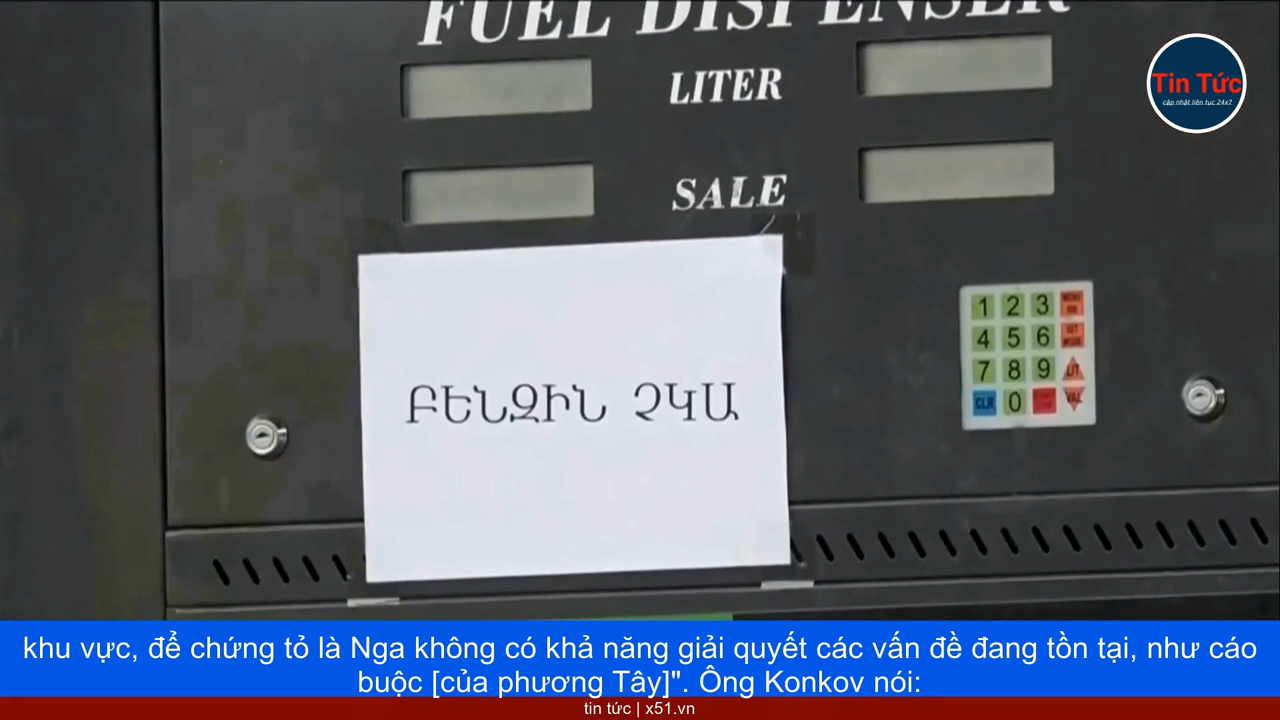 FUEL DISPENSER
LITER
SALE
Tin Tức
cập nhật liên tục 24x7
ԲԵՆԶԻՆ ՉԿԱ
1 2 3
4 5 6
7 8 9 LIT
CLR 0 VAL
khu vực, để chứng tỏ là Nga không có khả năng giải quyết các vấn đề đang tồn tại, như cáo
buộc [của phương Tây]". Ông Konkov nói:
tin tức | x51.vn